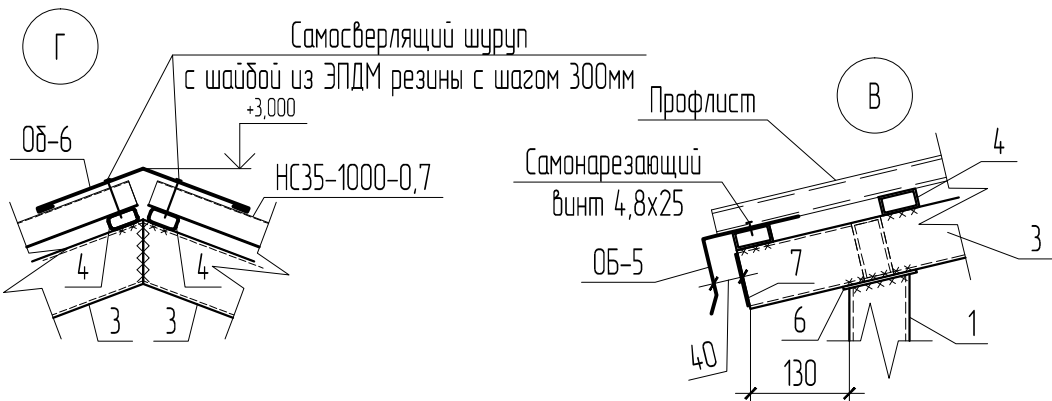 Г
Самосверлящий шуруп
с шайбой из ЭПДМ резины с шагом 300мм
+3,000
Об-6
НС35-1000-0,7
4
4
3
3
В
Профлист
Самонарезающий
винт 4,8х25
4
ОБ-5
7
3
6
1
40
130